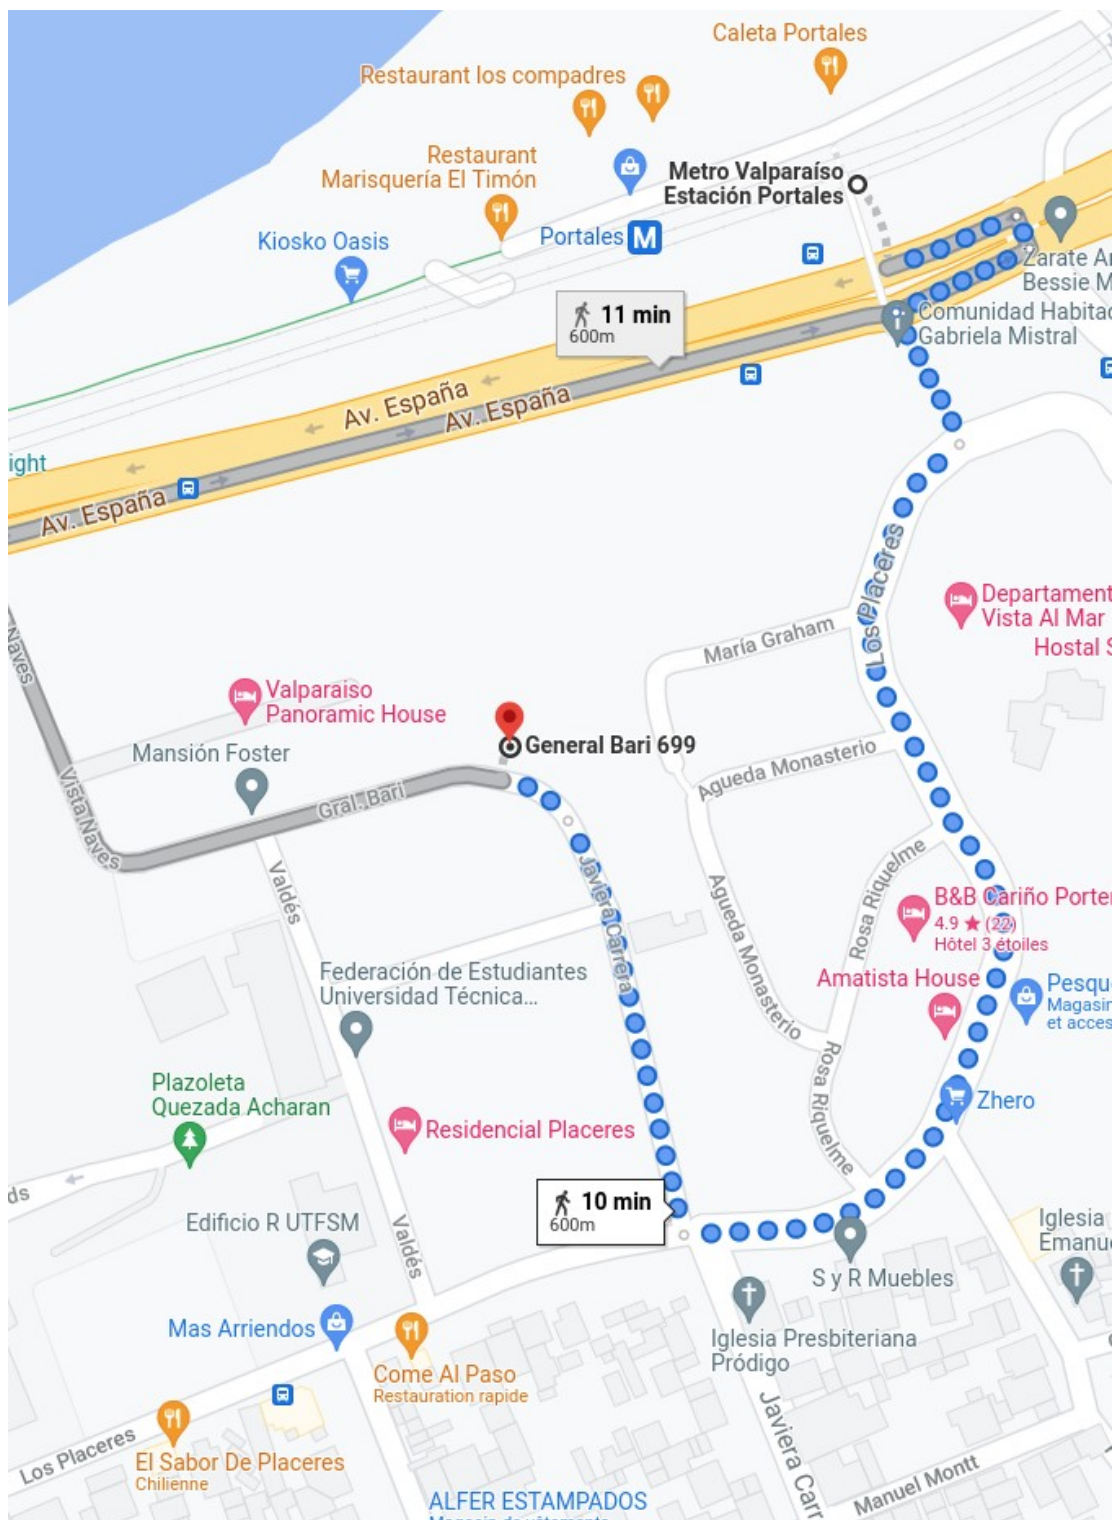 Caleta Portales
Restaurant los compadres
Restaurant
Marisquería El Timón
Metro Valparaíso
Estación Portales
Kiosko Oasis
Portales M
Zarate Ar
Bessie M
11 min
600m
Comunidad Habitac
Gabriela Mistral
Av. España
Av. España
ight
Av. España
Los Placeres
Departament
Vista Al Mar
Hostal S
María Graham
Naves
Valparaiso
Panoramic House
General Bari 699
Mansión Foster
Agueda Monasterio
Vista Naves
Gral. Bari
Valdés
Javiera Carrera
Rosa Riquelme
Agueda Monasterio
B&B Cariño Porteñ
4.9 ★ (22)
Hôtel 3 étoiles
Federación de Estudiantes
Universidad Técnica...
Amatista House
Pesque
Magasin
et acces
Rosa Riquelme
Plazoleta
Quezada Acharan
Zhero
Residencial Placeres
ds
10 min
600m
Edificio R UTFSM
Valdés
Iglesia
Emanue
S y R Muebles
Mas Arriendos
Iglesia Presbiteriana
Pródigo
Come Al Paso
Restauration rapide
Javiera Carr
Los Placeres
El Sabor De Placeres
Chilienne
Manuel Montt
ALFER ESTAMPADOS